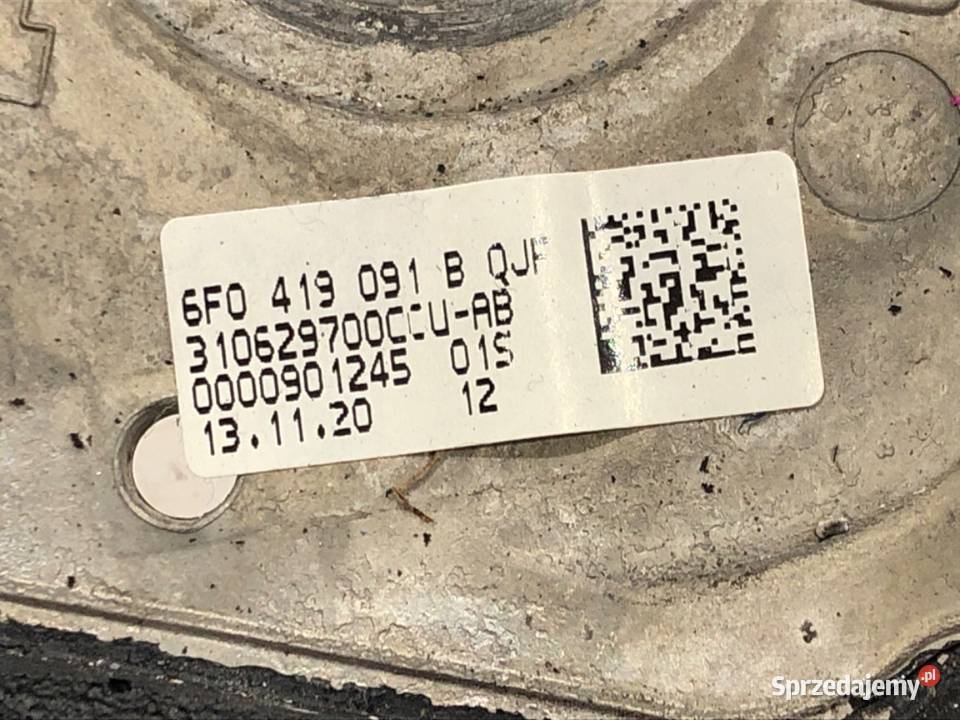 6F0 419 091 B QJF
310629700CCU-AB
0000901245 01S
13.11.20 12
Sprzedajemy.pl